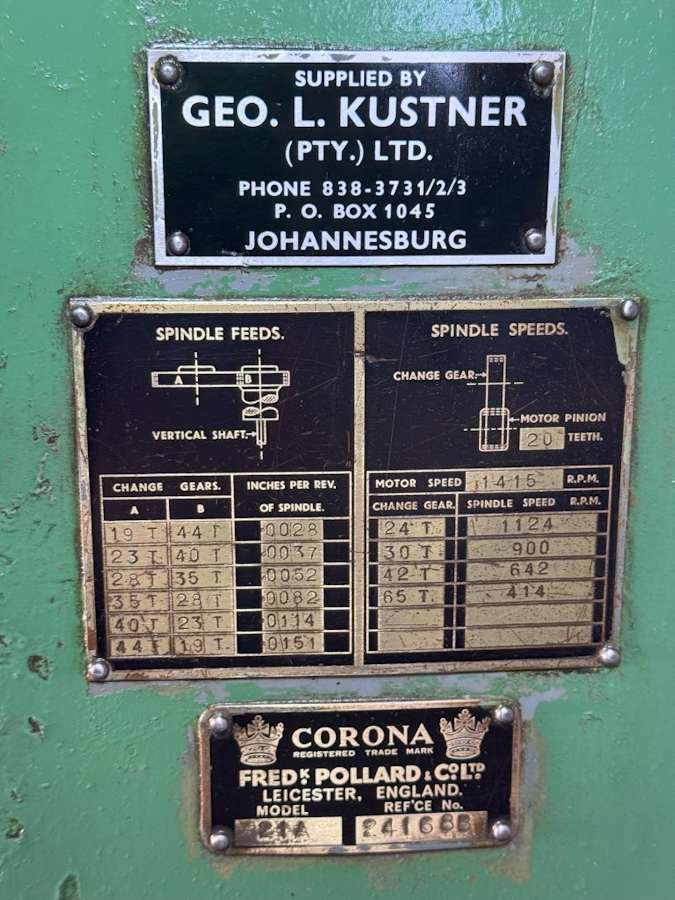 SUPPLIED BY
GEO. L. KUSTNER
(PTY.) LTD.
PHONE 838-3731/2/3
P. O. BOX 1045
JOHANNESBURG
SPINDLE FEEDS.
A B
VERTICAL SHAFT
CHANGE GEARS. INCHES PER REV.
A B OF SPINDLE.
19 T 44 T 0028
23 T 40 T 0037
28 T 35 T 0052
35 T 28 T 0082
40 T 23 T 0114
44 T 19 T 0151
SPINDLE SPEEDS.
CHANGE GEAR.
MOTOR PINION
20 TEETH.
MOTOR SPEED 1415 R.P.M.
CHANGE GEAR. SPINDLE SPEED R.P.M.
24 T 1124
30 T 900
42 T 642
65 T. 414
CORONA
REGISTERED TRADE MARK
FREDK. POLLARD & CO. LTD
LEICESTER, ENGLAND.
MODEL REF'CE No.
21A